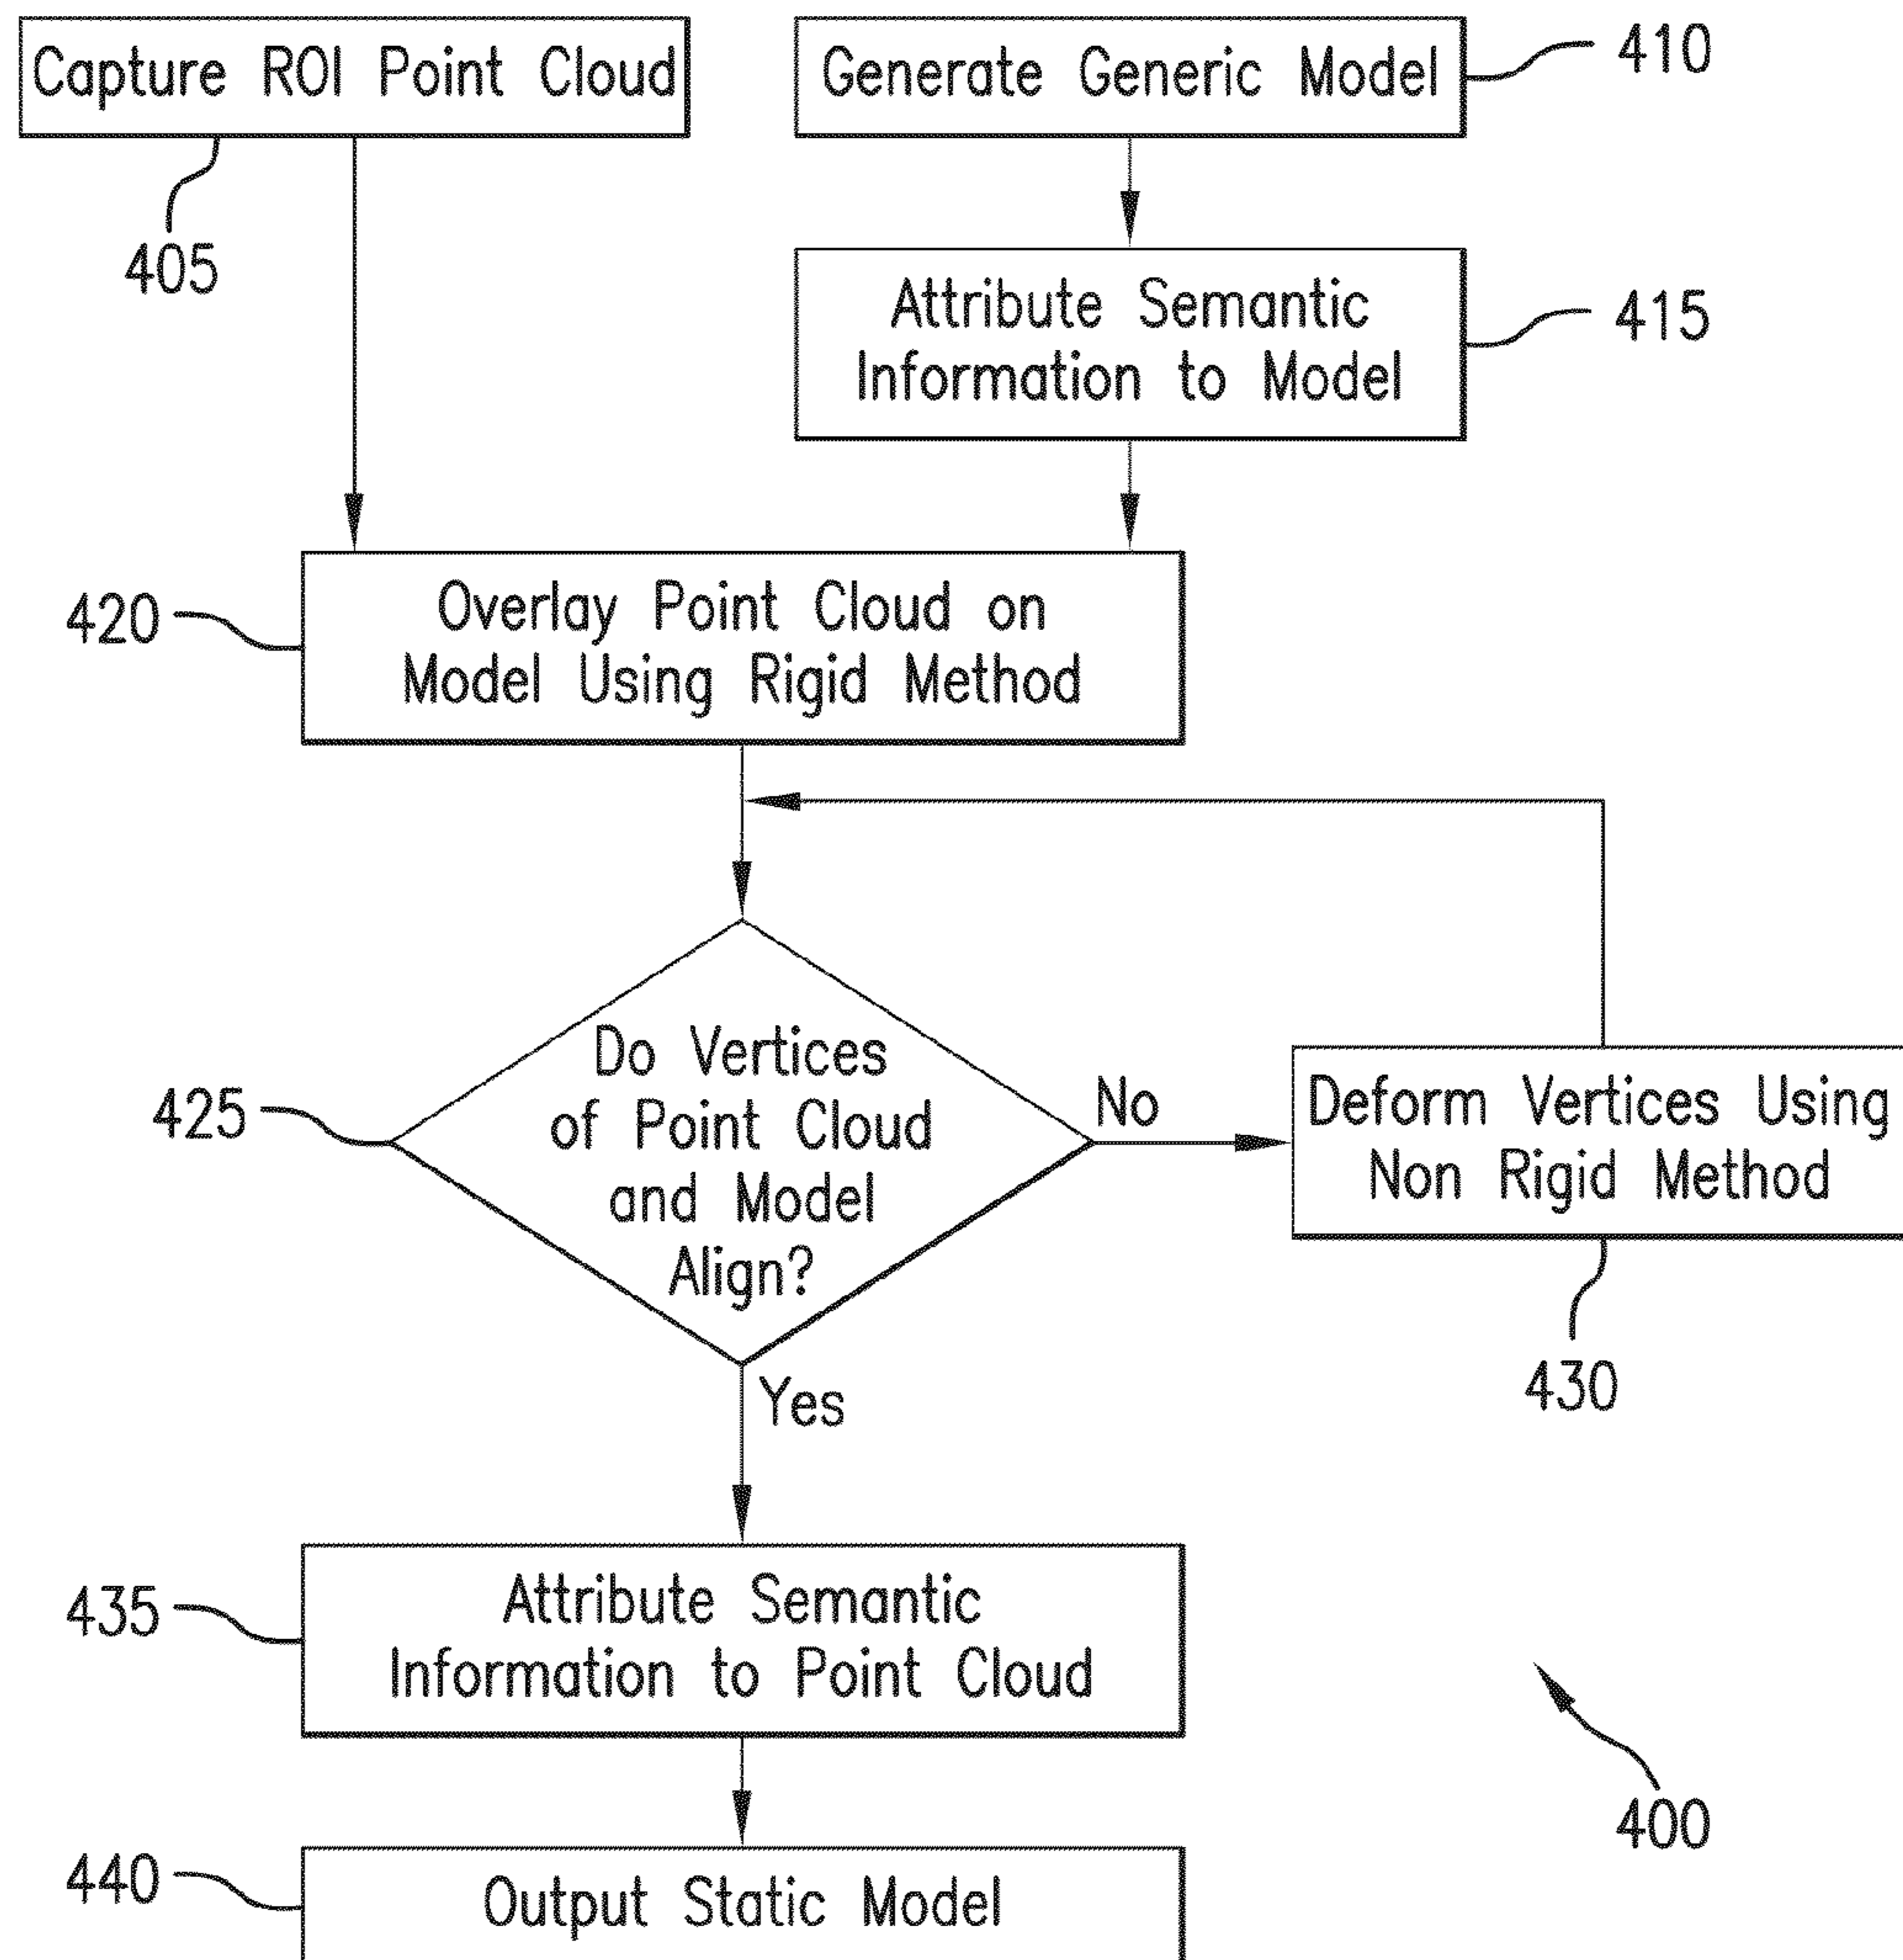 Capture ROI Point Cloud
405
Generate Generic Model
410
Attribute Semantic
Information to Model
415
420
Overlay Point Cloud on
Model Using Rigid Method
425
Do Vertices
of Point Cloud
and Model
Align?
No
Deform Vertices Using
Non Rigid Method
430
Yes
435
Attribute Semantic
Information to Point Cloud
440
Output Static Model
400